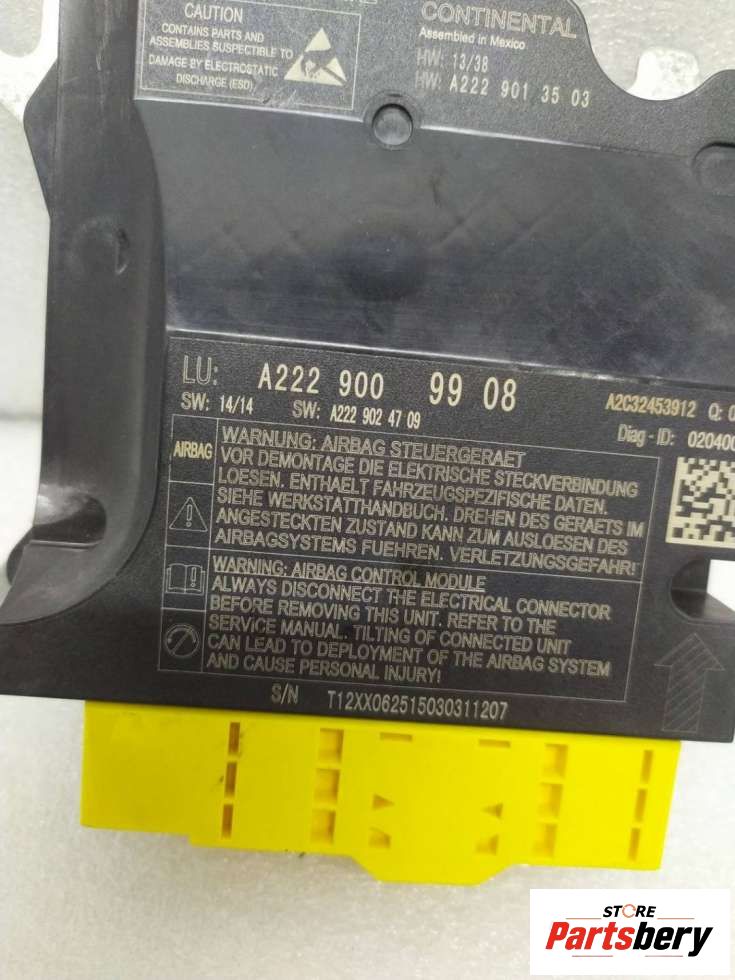 CAUTION
CONTAINS PARTS AND
ASSEMBLIES SUSPECTIBLE TO
DAMAGE BY ELECTROSTATIC
DISCHARGE (ESD)
CONTINENTAL
Assembled in Mexico
HW: 13/38
HW: A222 901 35 03
LU: A222 900 99 08
SW: 14/14 SW: A222 902 47 09
A2C32453912 Q:
Diag - ID: 020400
AIRBAG
WARNUNG: AIRBAG STEUERGERAET
VOR DEMONTAGE DIE ELEKTRISCHE STECKVERBINDUNG
LOESEN. ENTHAELT FAHRZEUGSPEZIFISCHE DATEN.
SIEHE WERKSTATTHANDBUCH. DREHEN DES GERAETS IM
ANGESTECKTEN ZUSTAND KANN ZUM AUSLOESEN DES
AIRBAGSYSTEMS FUEHREN. VERLETZUNGSGEFAHR!
WARNING: AIRBAG CONTROL MODULE
ALWAYS DISCONNECT THE ELECTRICAL CONNECTOR
BEFORE REMOVING THIS UNIT. REFER TO THE
SERVICE MANUAL. TILTING OF CONNECTED UNIT
CAN LEAD TO DEPLOYMENT OF THE AIRBAG SYSTEM
AND CAUSE PERSONAL INJURY!
S/N T12XX062515030311207
STORE
Partsbery